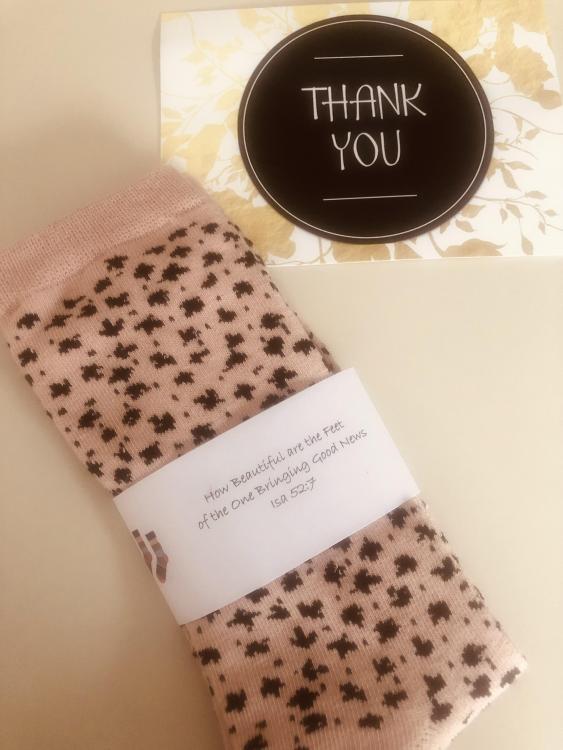 THANK
YOU
How Beautiful are the Feet
of the One Bringing Good News
Isa 52:7